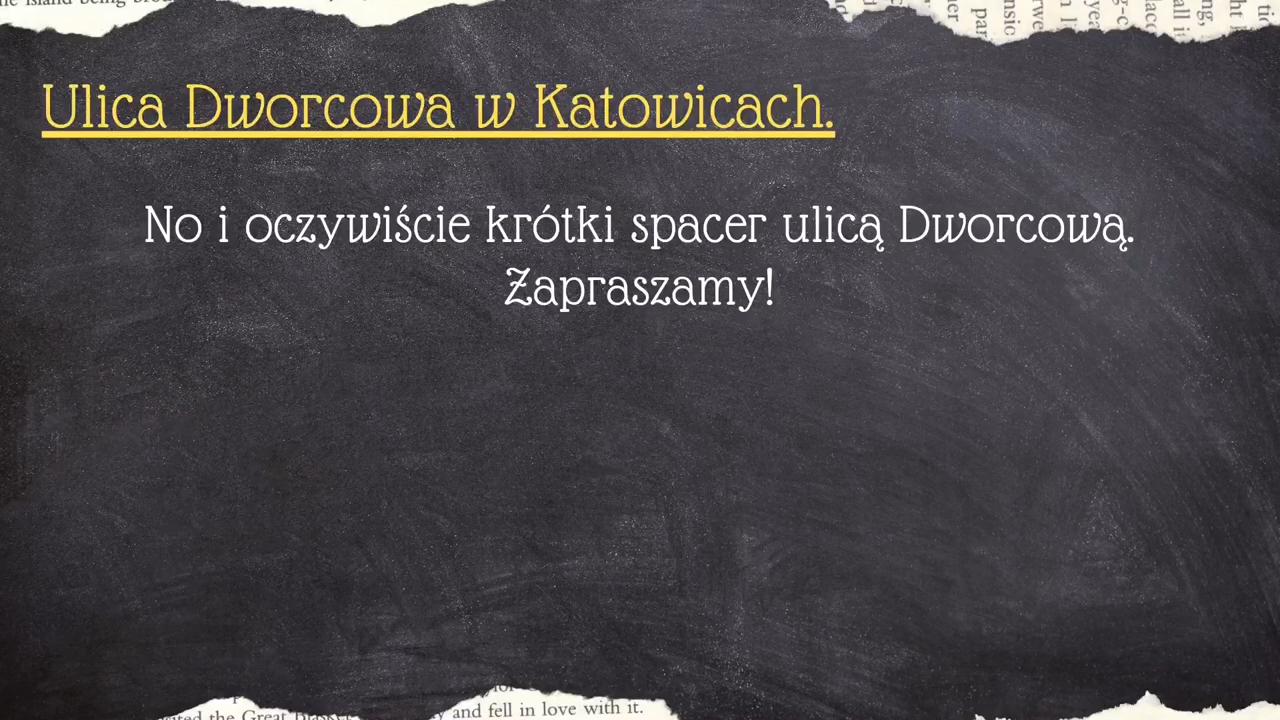 Ulica Dworcowa w Katowicach.
No i oczywiście krótki spacer ulicą Dworcową.
Zapraszamy!
and fell in love with it.